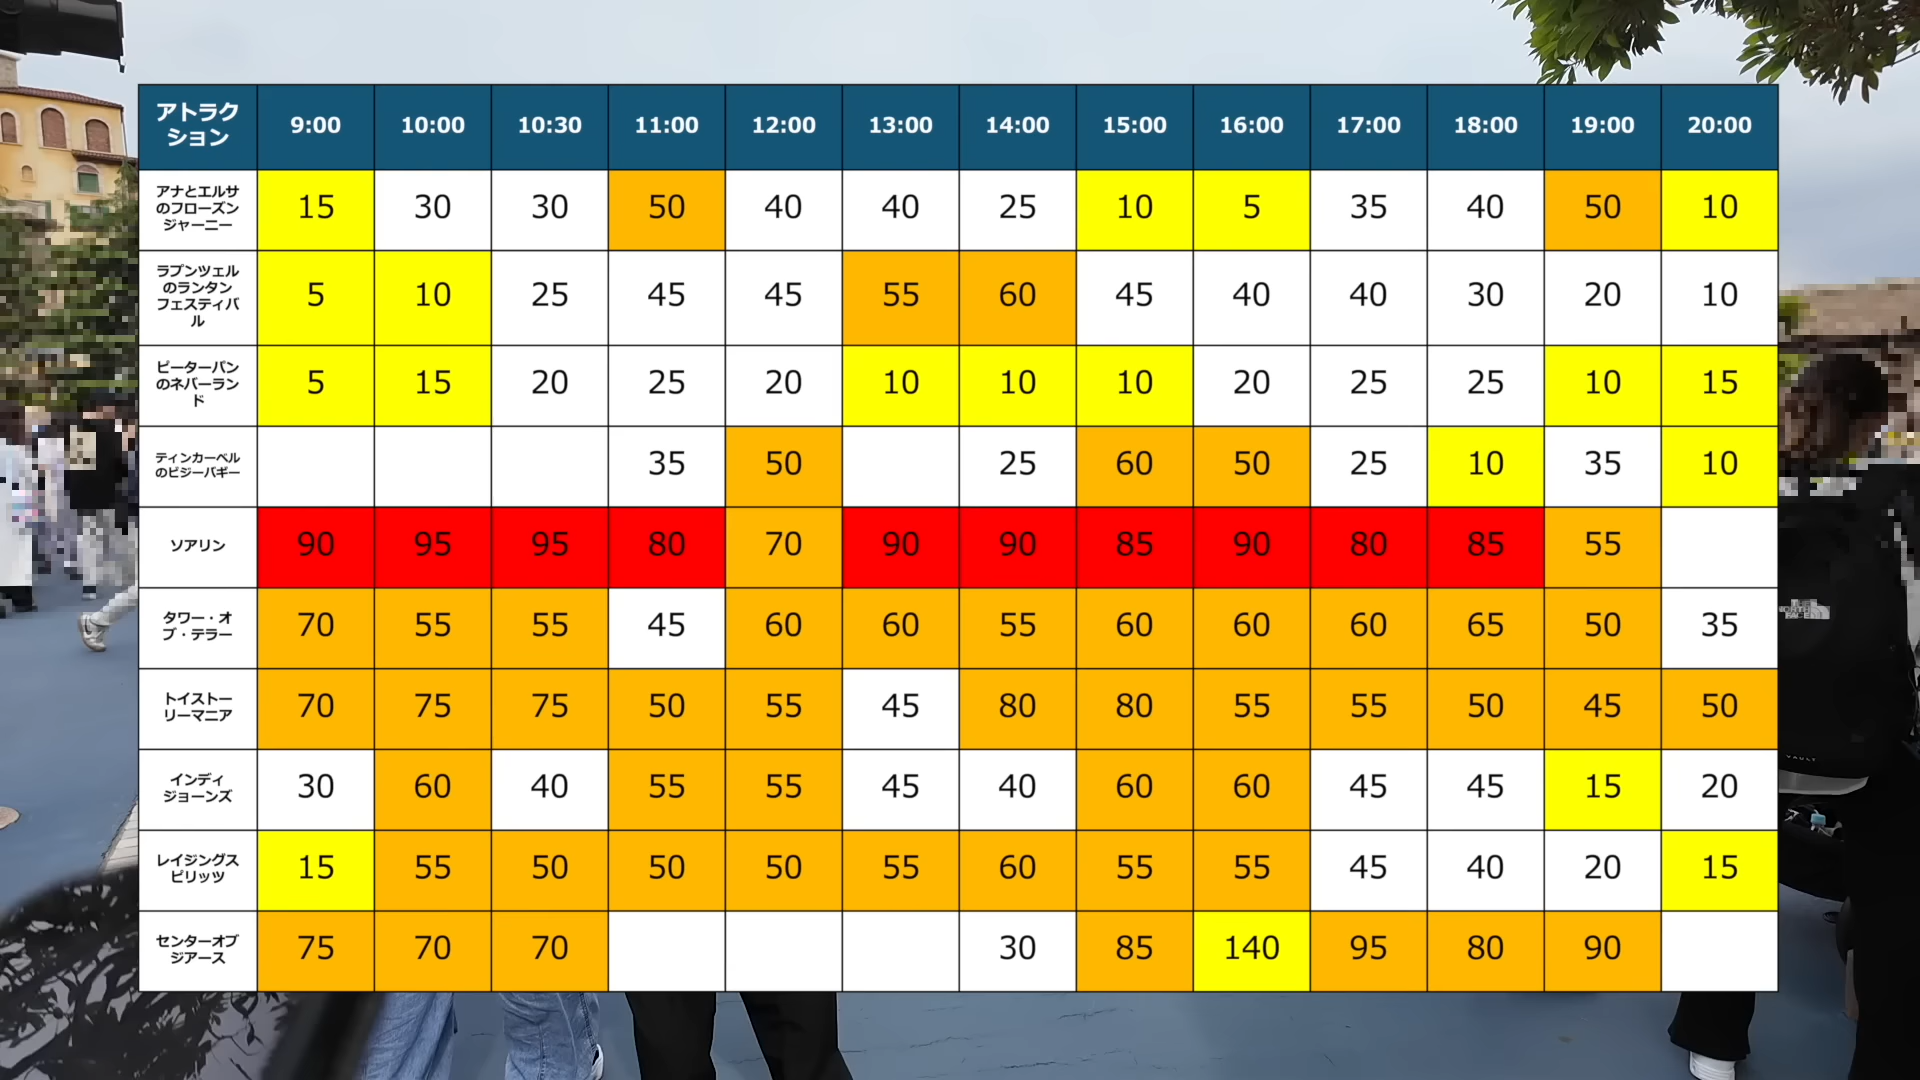 アトラク
ション 9:00 10:00 10:30 11:00 12:00 13:00 14:00 15:00 16:00 17:00 18:00 19:00 20:00
アナとエルサ
のフローズン
ジャーニー 15 30 30 50 40 40 25 10 5 35 40 50 10
ラプンツェル
のランタン
フェスティバ
ル 5 10 25 45 45 55 60 45 40 40 30 20 10
ピーターパン
のネバーラン
ド 5 15 20 25 20 10 10 10 20 25 25 10 15
ティンカーベル
のビジーバギー 35 50 25 60 50 25 10 35 10
ソアリン 90 95 95 80 70 90 90 85 90 80 85 55
タワー・オ
ブ・テラー 70 55 55 45 60 60 55 60 60 60 65 50 35
トイストー
リーマニア 70 75 75 50 55 45 80 80 55 55 50 45 50
インディ
ジョーンズ 30 60 40 55 55 45 40 60 60 45 45 15 20
レイジングス
ピリッツ 15 55 50 50 50 55 60 55 55 45 40 20 15
センターオブ
ジアース 75 70 70 30 85 140 95 80 90
THE
NORTH
FACE
VAULT